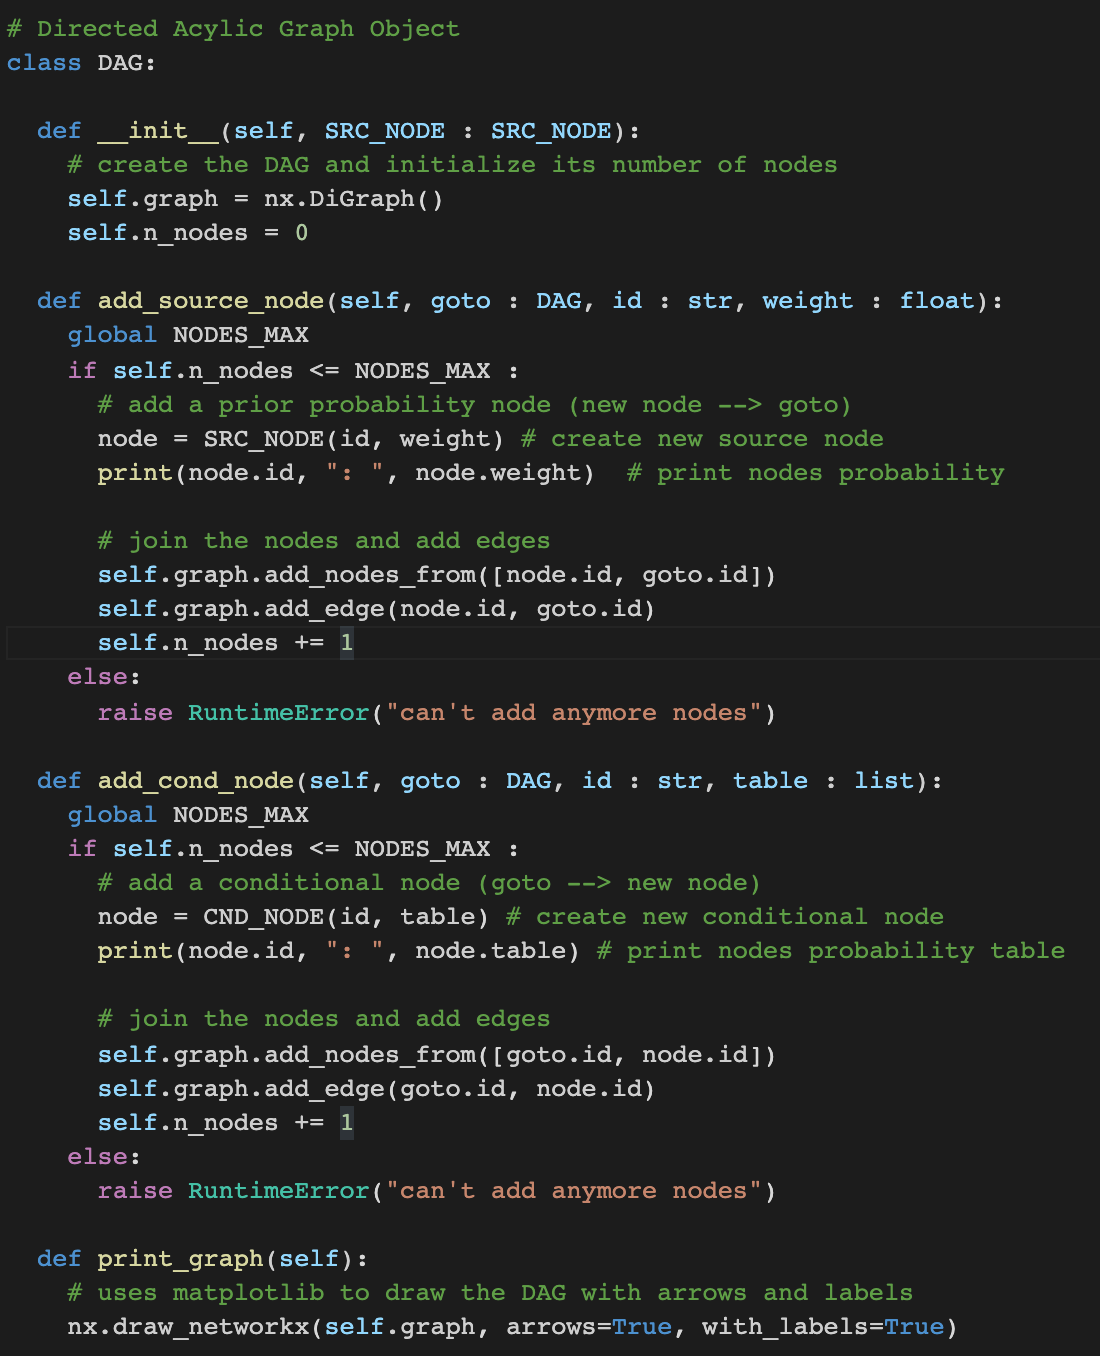 # Directed Acylic Graph Object
class DAG:
def __init__(self, SRC_NODE : SRC_NODE):
# create the DAG and initialize its number of nodes
self.graph = nx.DiGraph()
self.n_nodes = 0
def add_source_node(self, goto : DAG, id : str, weight : float):
global NODES_MAX
if self.n_nodes <= NODES_MAX :
# add a prior probability node (new node --> goto)
node = SRC_NODE(id, weight) # create new source node
print(node.id, ": ", node.weight)  # print nodes probability
# join the nodes and add edges
self.graph.add_nodes_from([node.id, goto.id])
self.graph.add_edge(node.id, goto.id)
self.n_nodes += 1
else:
raise RuntimeError("can't add anymore nodes")
def add_cond_node(self, goto : DAG, id : str, table : list):
global NODES_MAX
if self.n_nodes <= NODES_MAX :
# add a conditional node (goto --> new node)
node = CND_NODE(id, table) # create new conditional node
print(node.id, ": ", node.table) # print nodes probability table
# join the nodes and add edges
self.graph.add_nodes_from([goto.id, node.id])
self.graph.add_edge(goto.id, node.id)
self.n_nodes += 1
else:
raise RuntimeError("can't add anymore nodes")
def print_graph(self):
# uses matplotlib to draw the DAG with arrows and labels
nx.draw_networkx(self.graph, arrows=True, with_labels=True)